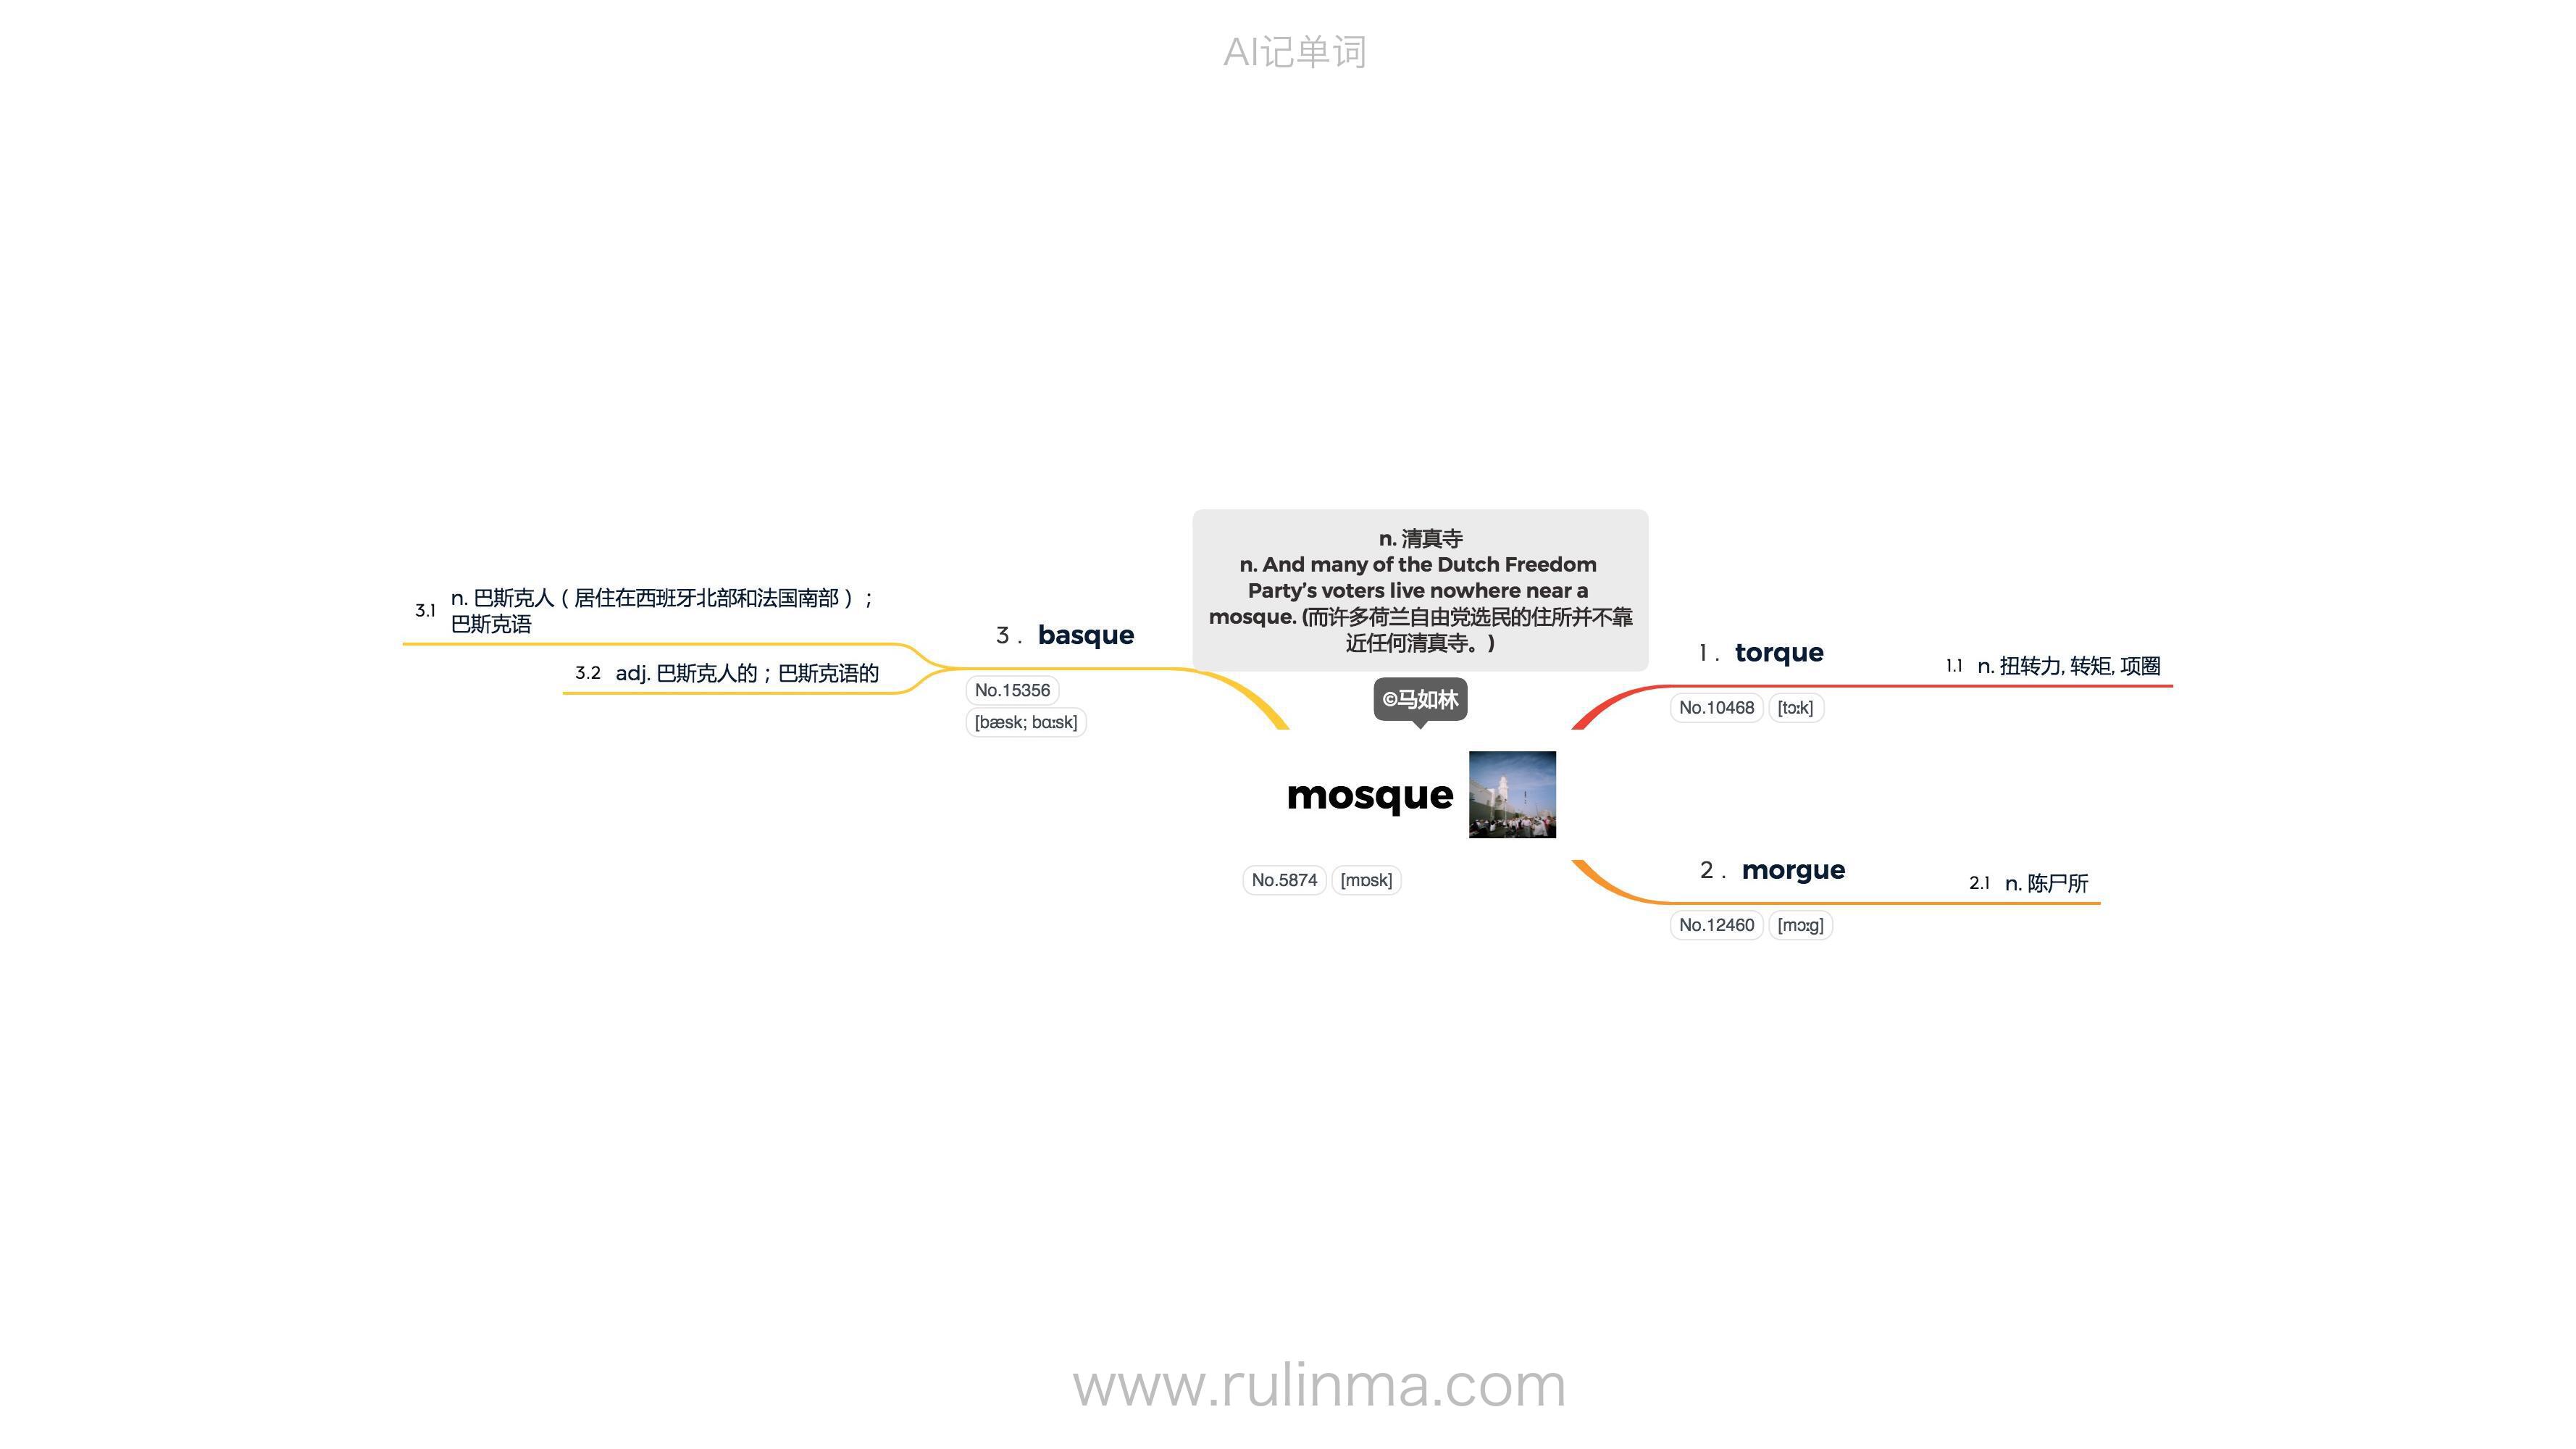 AI记单词
n. 清真寺
n. And many of the Dutch Freedom
Party’s voters live nowhere near a
mosque. (而许多荷兰自由党选民的住所并不靠
近任何清真寺。)
©马如林
mosque
No.5874 [mɒsk]
1 . torque
No.10468 [tɔːk]
1.1 n. 扭转力, 转矩, 项圈
2 . morgue
No.12460 [mɔːg]
2.1 n. 陈尸所
3 . basque
No.15356
[bæsk; bɑːsk]
3.1 n. 巴斯克人（居住在西班牙北部和法国南部）；
巴斯克语
3.2 adj. 巴斯克人的；巴斯克语的
www.rulinma.com